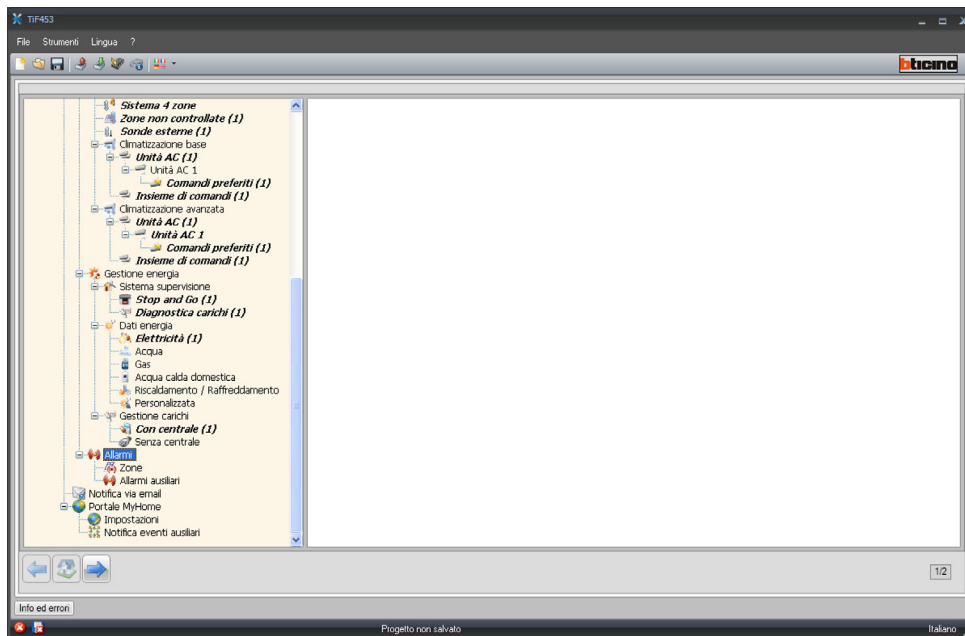 TiF453
File Strumenti Lingua ?
bticino
Sistema 4 zone
Zone non controllate (1)
Sonde esterne (1)
Climatizzazione base
Unità AC (1)
Unità AC 1
Comandi preferiti (1)
Insieme di comandi (1)
Climatizzazione avanzata
Unità AC (1)
Unità AC 1
Comandi preferiti (1)
Insieme di comandi (1)
Gestione energia
Sistema supervisione
Stop and Go (1)
Diagnostica carichi (1)
Dati energia
Elettricità (1)
Acqua
Gas
Acqua calda domestica
Riscaldamento / Raffreddamento
Personalizzata
Gestione carichi
Con centrale (1)
Senza centrale
Allarmi
Zone
Allarmi ausiliari
Notifica via email
Portale MyHome
Impostazioni
Notifica eventi ausiliari
1/2
Info ed errori
Progetto non salvato
Italiano